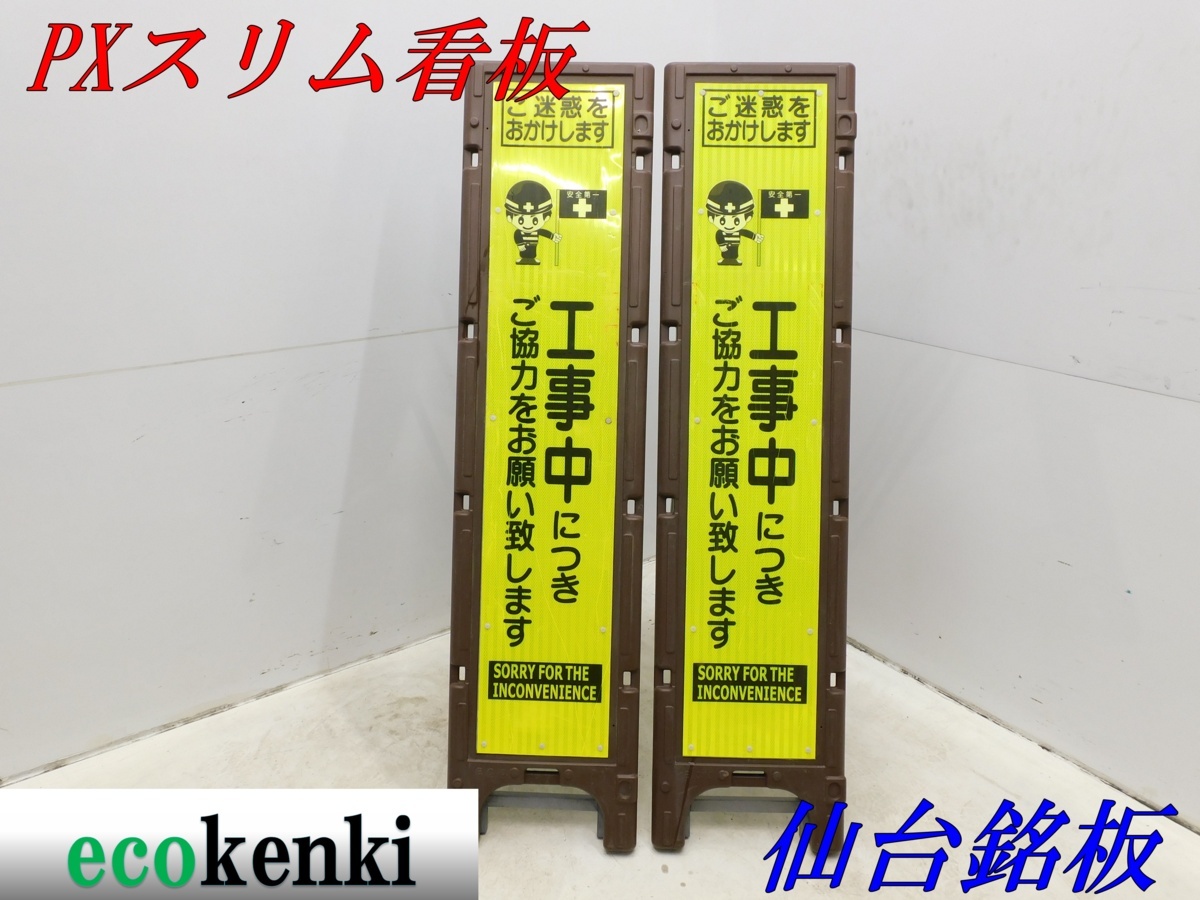 PXスリム看板
ご迷惑を
おかけします
安全第一
工事中につき
ご協力をお願い致します
SORRY FOR THE
INCONVENIENCE
ご迷惑を
おかけします
安全第一
工事中につき
ご協力をお願い致します
SORRY FOR THE
INCONVENIENCE
ecokenki
仙台銘板